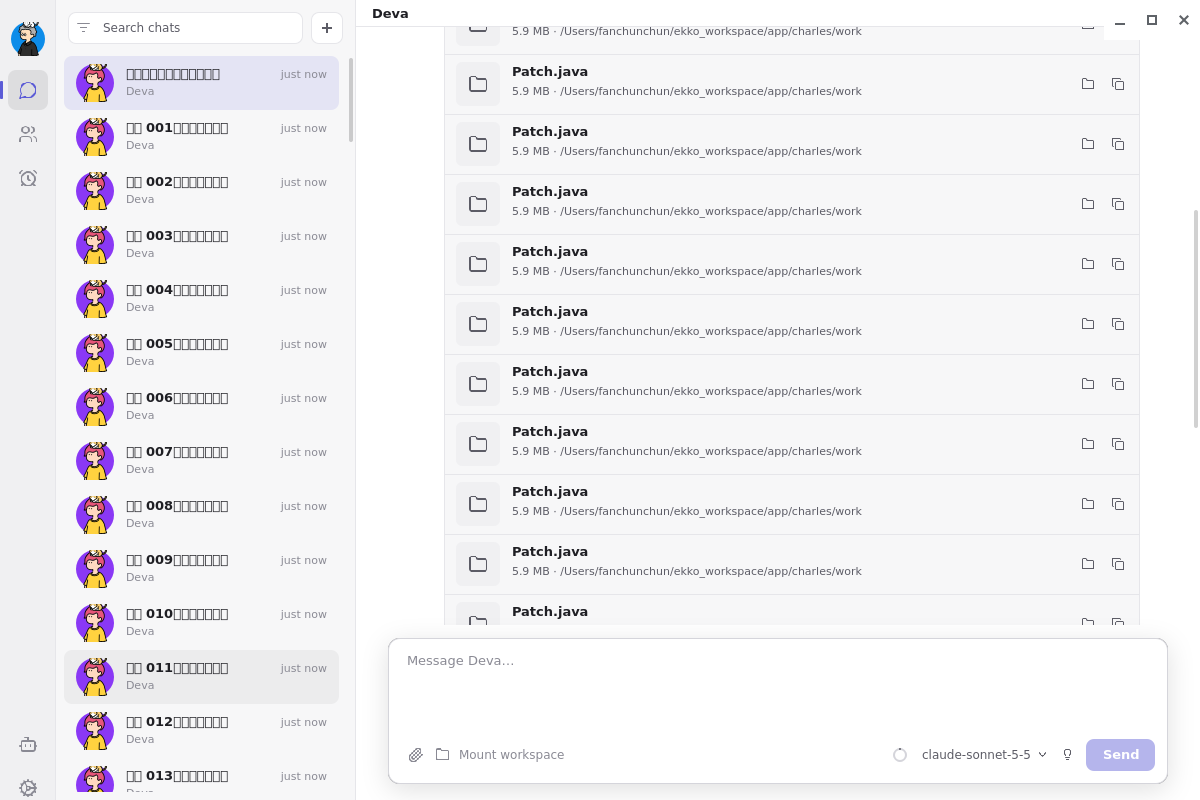 Search chats
just now
Deva
001
just now
Deva
002
just now
Deva
003
just now
Deva
004
just now
Deva
005
just now
Deva
006
just now
Deva
007
just now
Deva
008
just now
Deva
009
just now
Deva
010
just now
Deva
011
just now
Deva
012
just now
Deva
013
just now
Deva
5.9 MB · /Users/fanchunchun/ekko_workspace/app/charles/work
Patch.java
5.9 MB · /Users/fanchunchun/ekko_workspace/app/charles/work
Patch.java
5.9 MB · /Users/fanchunchun/ekko_workspace/app/charles/work
Patch.java
5.9 MB · /Users/fanchunchun/ekko_workspace/app/charles/work
Patch.java
5.9 MB · /Users/fanchunchun/ekko_workspace/app/charles/work
Patch.java
5.9 MB · /Users/fanchunchun/ekko_workspace/app/charles/work
Patch.java
5.9 MB · /Users/fanchunchun/ekko_workspace/app/charles/work
Patch.java
5.9 MB · /Users/fanchunchun/ekko_workspace/app/charles/work
Patch.java
5.9 MB · /Users/fanchunchun/ekko_workspace/app/charles/work
Patch.java
5.9 MB · /Users/fanchunchun/ekko_workspace/app/charles/work
Patch.java
Message Deva…
Mount workspace
claude-sonnet-5-5
Send